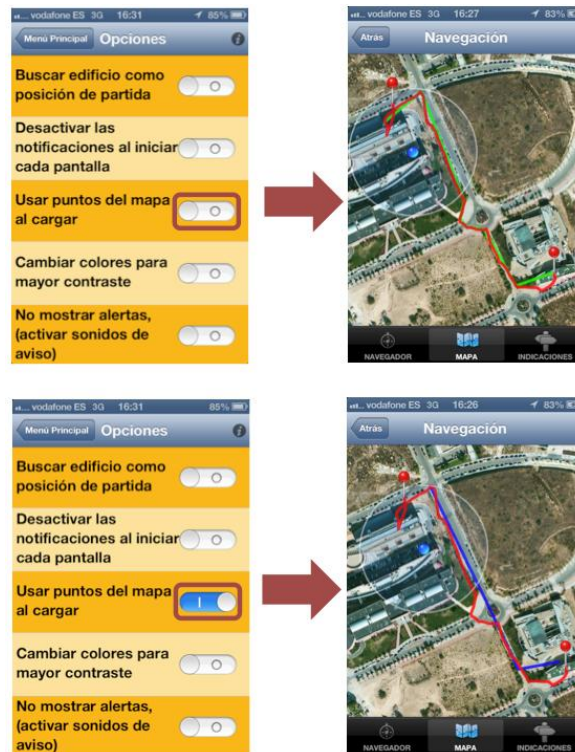 vodafone ES 3G 16:31 85%
Menú Principal Opciones
Buscar edificio como
posición de partida
Desactivar las
notificaciones al iniciar
cada pantalla
Usar puntos del mapa
al cargar
Cambiar colores para
mayor contraste
No mostrar alertas,
(activar sonidos de
aviso)
vodafone ES 3G 16:27 83%
Atrás Navegación
NAVEGADOR MAPA INDICACIONES
vodafone ES 3G 16:31 85%
Menú Principal Opciones
Buscar edificio como
posición de partida
Desactivar las
notificaciones al iniciar
cada pantalla
Usar puntos del mapa
al cargar
Cambiar colores para
mayor contraste
No mostrar alertas,
(activar sonidos de
aviso)
vodafone ES 3G 16:26 83%
Atrás Navegación
NAVEGADOR MAPA INDICACIONES